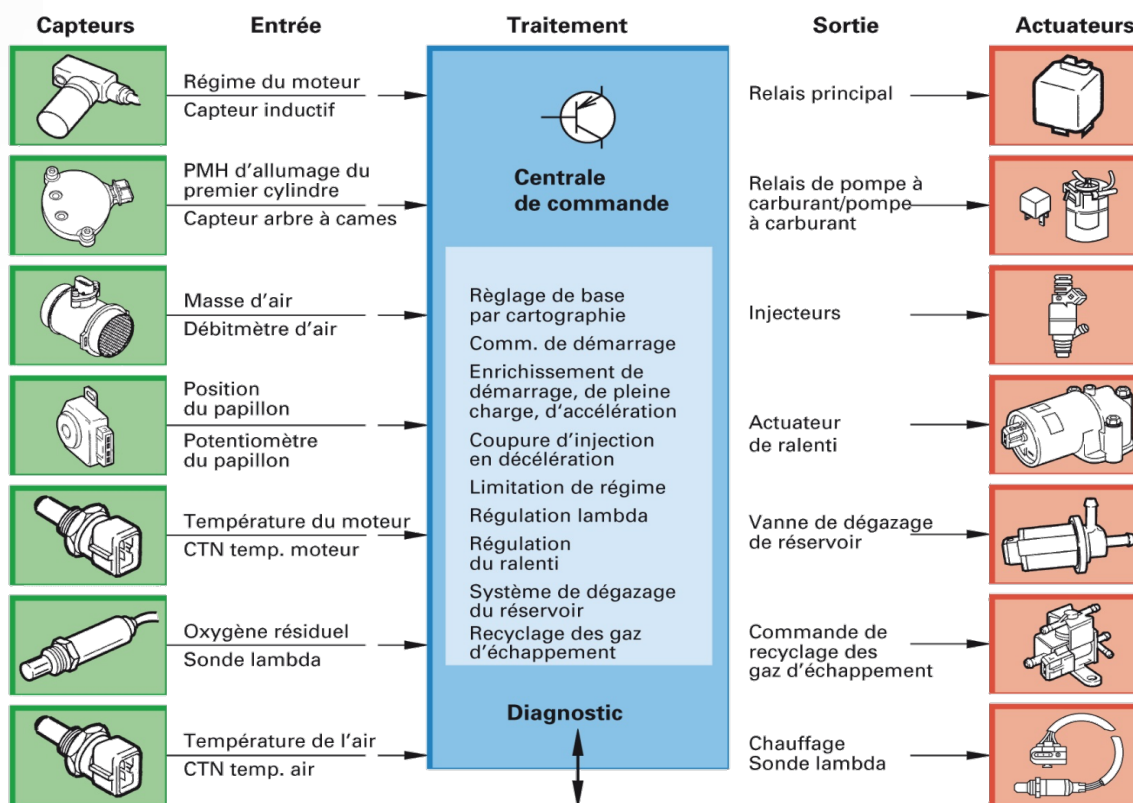 Capteurs
Entrée
Traitement
Sortie
Actuateurs
Régime du moteur
Capteur inductif
PMH d'allumage du
premier cylindre
Capteur arbre à cames
Masse d'air
Débitmètre d'air
Position
du papillon
Potentiomètre
du papillon
Température du moteur
CTN temp. moteur
Oxygène résiduel
Sonde lambda
Température de l'air
CTN temp. air
Centrale
de commande
Règlage de base
par cartographie
Comm. de démarrage
Enrichissement de
démarrage, de pleine
charge, d'accélération
Coupure d'injection
en décélération
Limitation de régime
Régulation lambda
Régulation
du ralenti
Système de dégazage
du réservoir
Recyclage des gaz
d'échappement
Diagnostic
Relais principal
Relais de pompe à
carburant/pompe
à carburant
Injecteurs
Actuateur
de ralenti
Vanne de dégazage
de réservoir
Commande de
recyclage des
gaz d'échappement
Chauffage
Sonde lambda